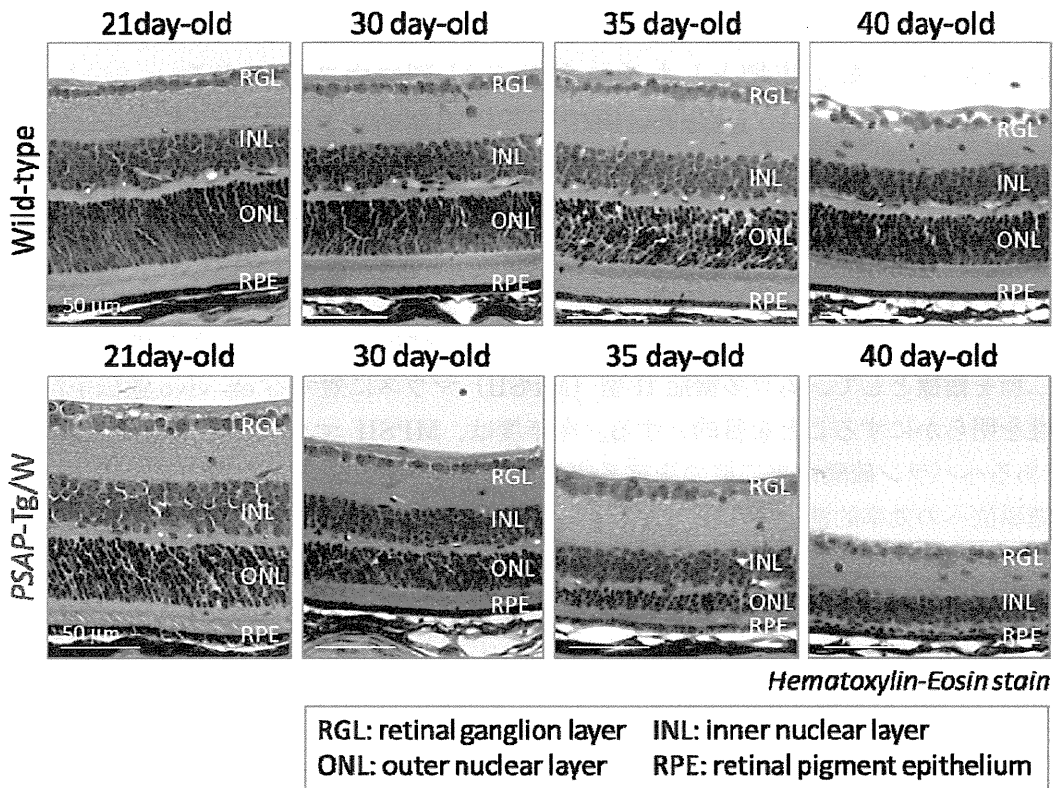 21day-old 30 day-old 35 day-old 40 day-old
Wild-type
RGL RGL RGL RGL
INL INL INL INL
ONL ONL ONL ONL
RPE RPE RPE RPE
50 µm
21day-old 30 day-old 35 day-old 40 day-old
PSAP-Tg/W
RGL RGL RGL RGL
INL INL INL INL
ONL ONL ONL
RPE RPE RPE RPE
50 µm
Hematoxylin-Eosin stain
RGL: retinal ganglion layer INL: inner nuclear layer
ONL: outer nuclear layer RPE: retinal pigment epithelium